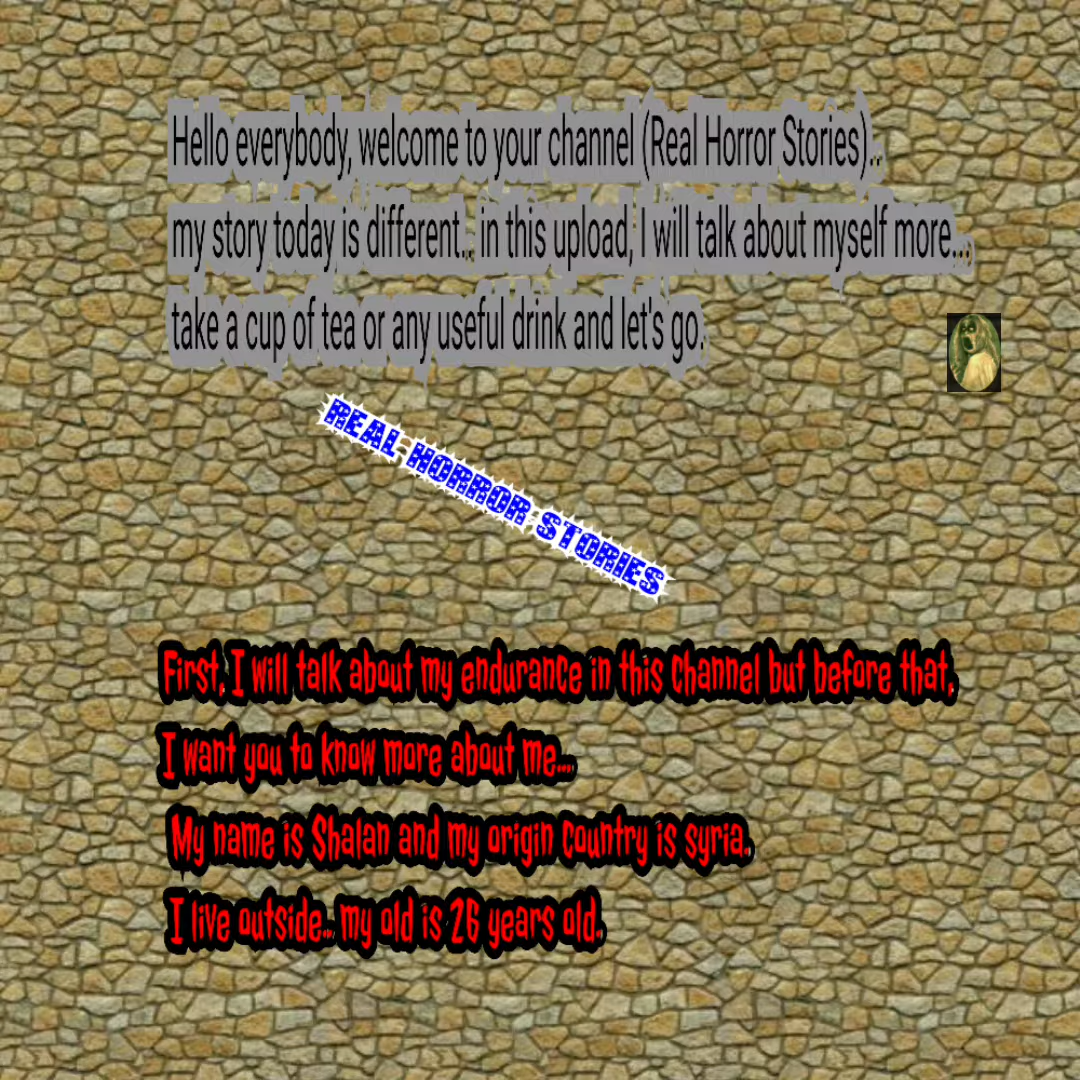 Hello everybody, welcome to your channel (Real Horror Stories)..
my story today is different.. in this upload, I will talk about myself more...
take a cup of tea or any useful drink and let's go.
REAL HORROR STORIES
First, I will talk about my endurance in this channel but before that,
I want you to know more about me....
My name is Shalan and my origin country is syria.
I live outside.. my old is 26 years old.